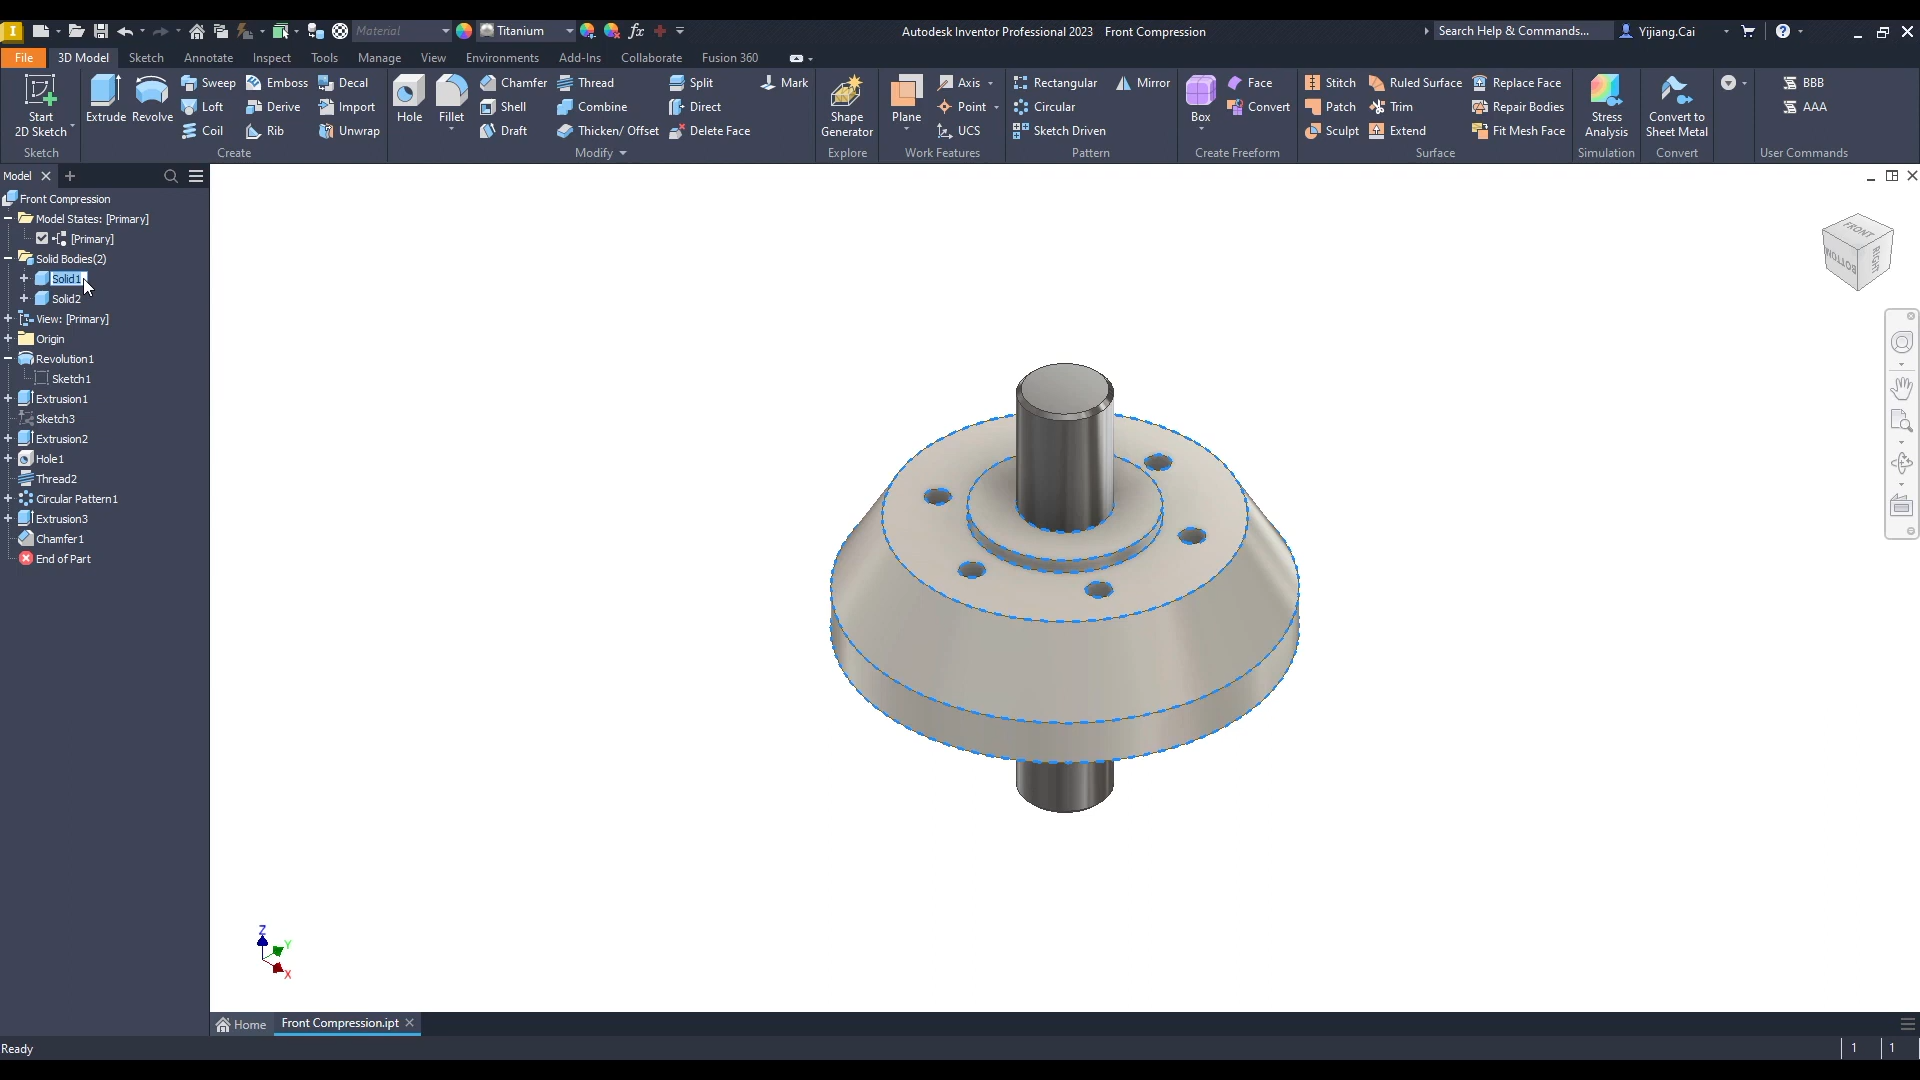 I Material Titanium fx Autodesk Inventor Professional 2023 Front Compression Search Help & Commands... Yijiang.Cai
File 3D Model Sketch Annotate Inspect Tools Manage View Environments Add-Ins Collaborate Fusion 360
Sweep Emboss Decal Chamfer Thread Split Mark Axis Rectangular Mirror Face Stitch Ruled Surface Replace Face BBB
Loft Derive Import Shell Combine Direct Point Circular Convert Patch Trim Repair Bodies AAA
Start Extrude Revolve Hole Fillet Shape Plane Box Stress Convert to
2D Sketch Coil Rib Unwrap Draft Thicken/ Offset Delete Face Generator UCS Sketch Driven Sculpt Extend Fit Mesh Face Analysis Sheet Metal
Sketch Create Modify Explore Work Features Pattern Create Freeform Surface Simulation Convert User Commands
Model
Front Compression
Model States: [Primary]
[Primary]
Solid Bodies(2)
Solid1
Solid2
View: [Primary]
Origin
Revolution1
Sketch1
Extrusion1
Sketch3
Extrusion2
Hole1
Thread2
Circular Pattern1
Extrusion3
Chamfer1
End of Part
FRONT
BOTTOM
RIGHT
Z
Y
X
Home Front Compression.ipt
Ready 1 1